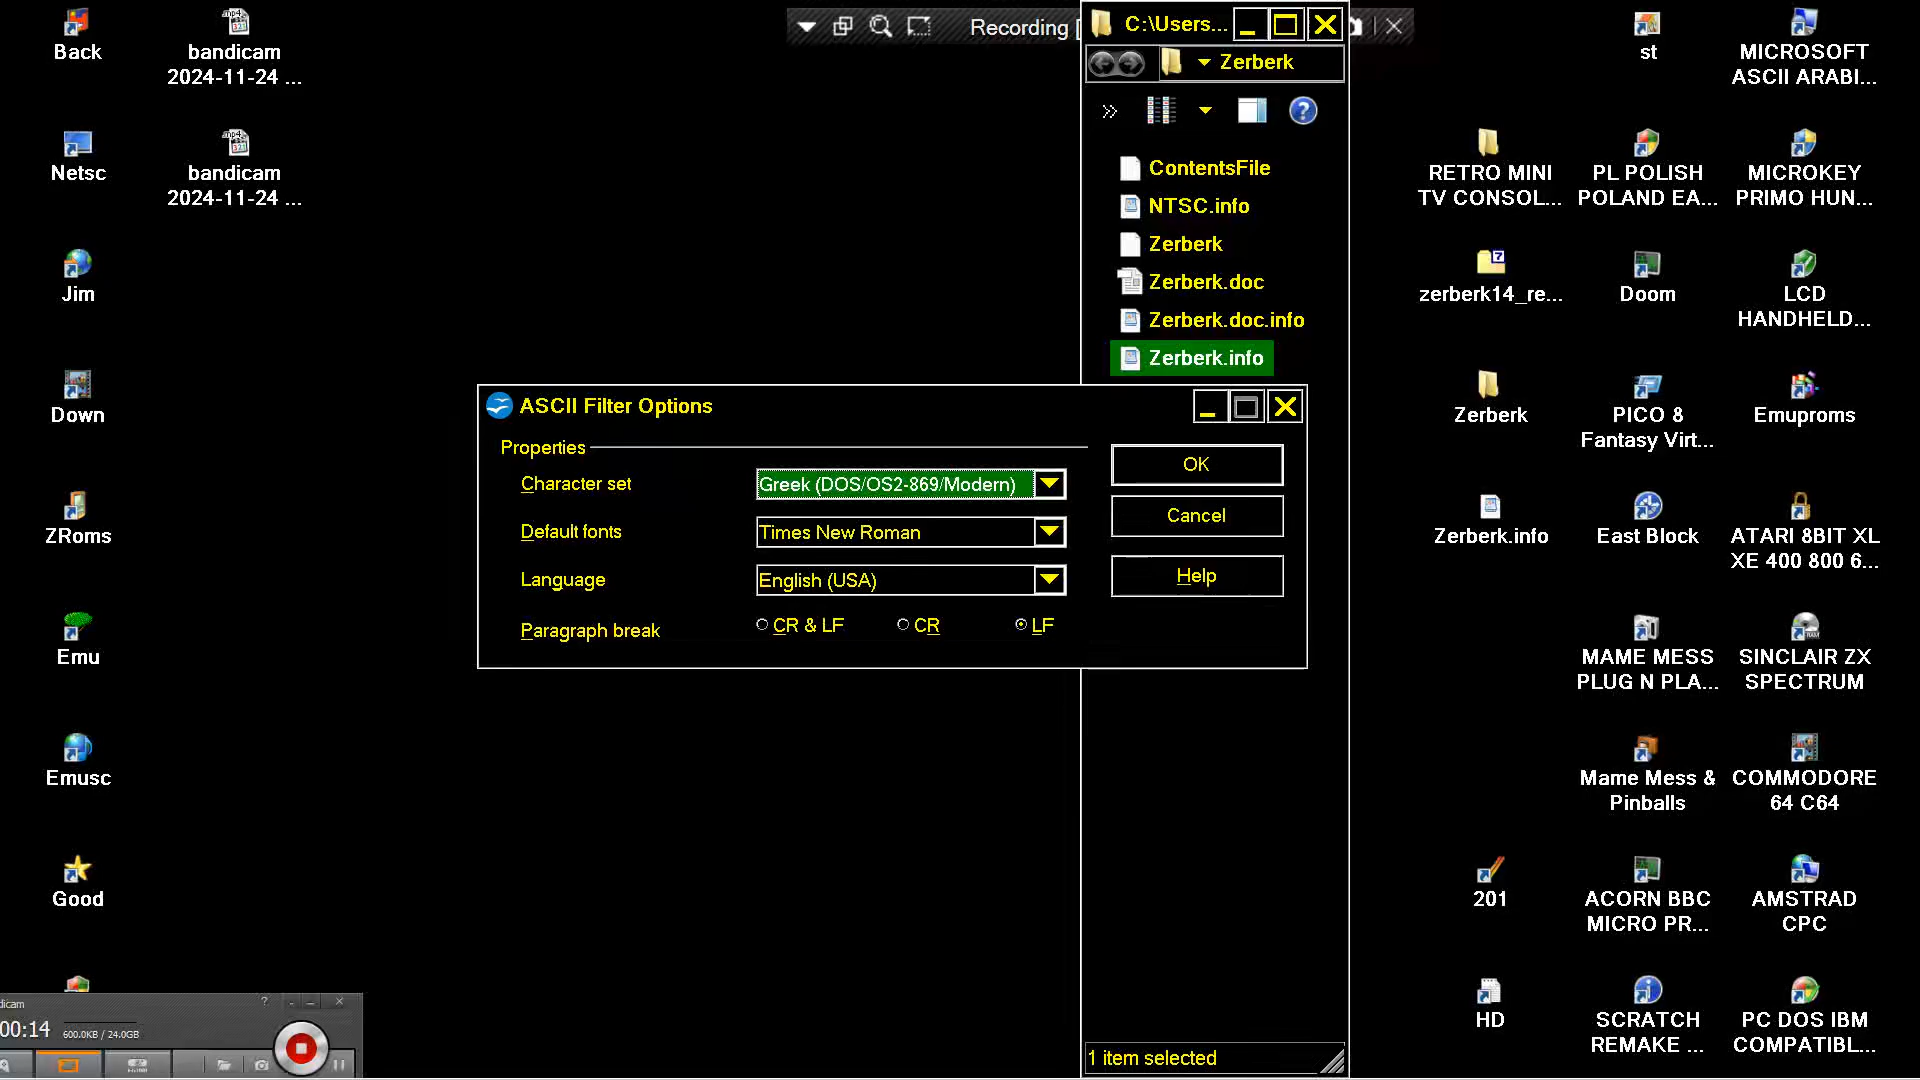 Back
bandicam
2024-11-24 ...
Netsc
bandicam
2024-11-24 ...
Jim
Down
ZRoms
Emu
Emusc
Good
dicam
00:14
600.0KB / 24.0GB
Recording [
C:\Users...
Zerberk
ContentsFile
NTSC.info
Zerberk
Zerberk.doc
Zerberk.doc.info
Zerberk.info
1 item selected
ASCII Filter Options
Properties
Character set
Greek (DOS/OS2-869/Modern)
Default fonts
Times New Roman
Language
English (USA)
Paragraph break
CR & LF
CR
LF
OK
Cancel
Help
st
MICROSOFT
ASCII ARABI...
RETRO MINI
TV CONSOL...
PL POLISH
POLAND EA...
MICROKEY
PRIMO HUN...
zerberk14_re...
Doom
LCD
HANDHELD...
Zerberk
PICO 8
Fantasy Virt...
Emuproms
Zerberk.info
East Block
ATARI 8BIT XL
XE 400 800 6...
MAME MESS
PLUG N PLA...
SINCLAIR ZX
SPECTRUM
Mame Mess &
Pinballs
COMMODORE
64 C64
201
ACORN BBC
MICRO PR...
AMSTRAD
CPC
HD
SCRATCH
REMAKE ...
PC DOS IBM
COMPATIBL...